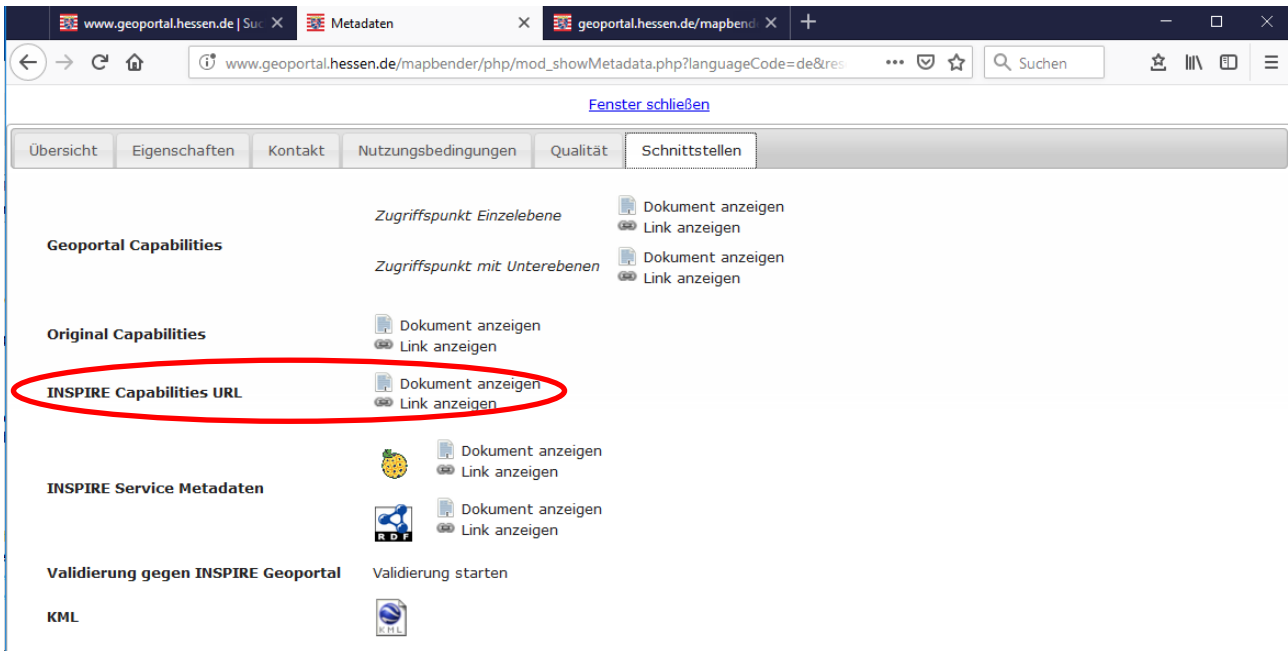 www.geoportal.hessen.de | Suc
Metadaten
geoportal.hessen.de/mapbend
www.geoportal.hessen.de/mapbender/php/mod_showMetadata.php?languageCode=de&res
Suchen
Fenster schließen
Übersicht Eigenschaften Kontakt Nutzungsbedingungen Qualität Schnittstellen
Geoportal Capabilities
Zugriffspunkt Einzelebene
Dokument anzeigen
Link anzeigen
Zugriffspunkt mit Unterebenen
Dokument anzeigen
Link anzeigen
Original Capabilities
Dokument anzeigen
Link anzeigen
INSPIRE Capabilities URL
Dokument anzeigen
Link anzeigen
INSPIRE Service Metadaten
Dokument anzeigen
Link anzeigen
RDF
Dokument anzeigen
Link anzeigen
Validierung gegen INSPIRE Geoportal Validierung starten
KML
KML